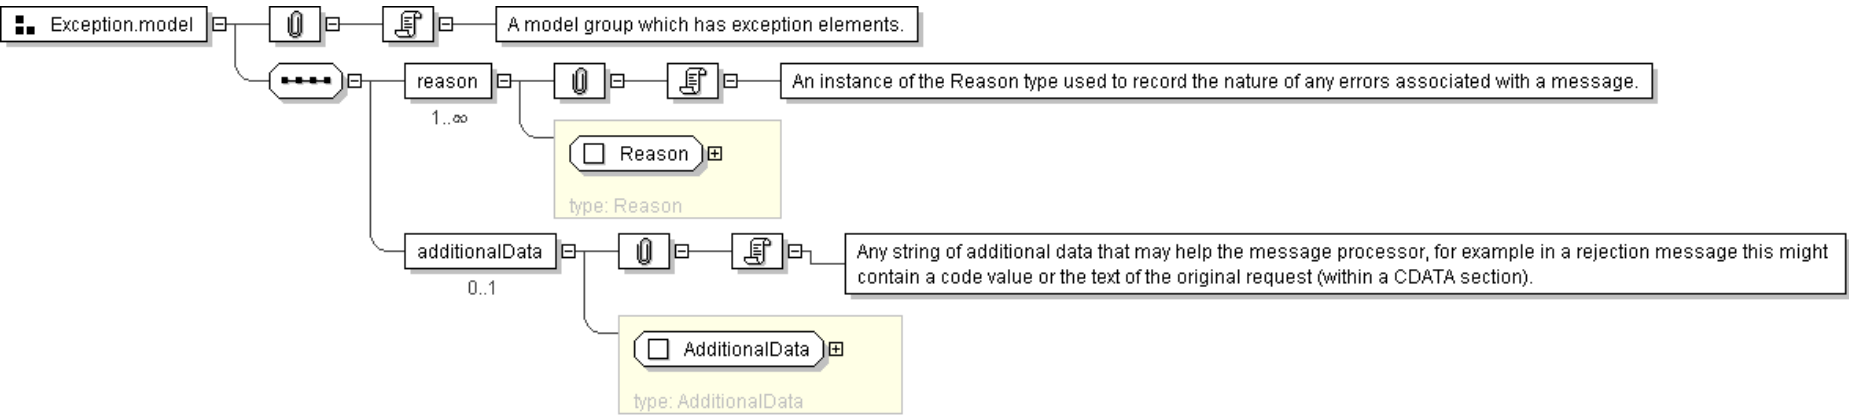 Exception.model
A model group which has exception elements.
reason
An instance of the Reason type used to record the nature of any errors associated with a message.
1..∞
Reason
type: Reason
additionalData
Any string of additional data that may help the message processor, for example in a rejection message this might
contain a code value or the text of the original request (within a CDATA section).
0..1
AdditionalData
type: AdditionalData